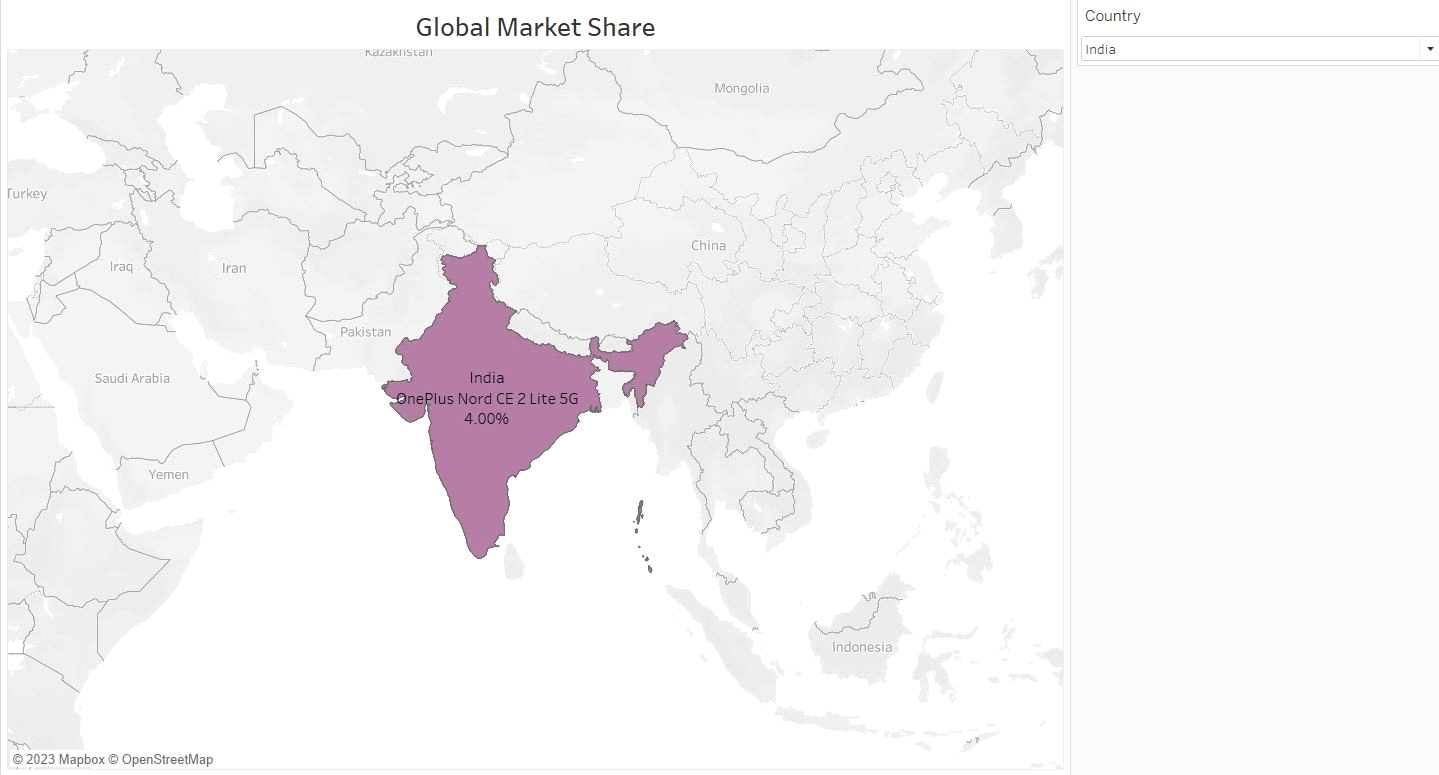 Global Market Share
Country
India
Kazakhstan
Mongolia
Turkey
China
Iraq
Iran
Pakistan
Saudi Arabia
India
OnePlus Nord CE 2 Lite 5G
4.00%
Yemen
Indonesia
© 2023 Mapbox © OpenStreetMap